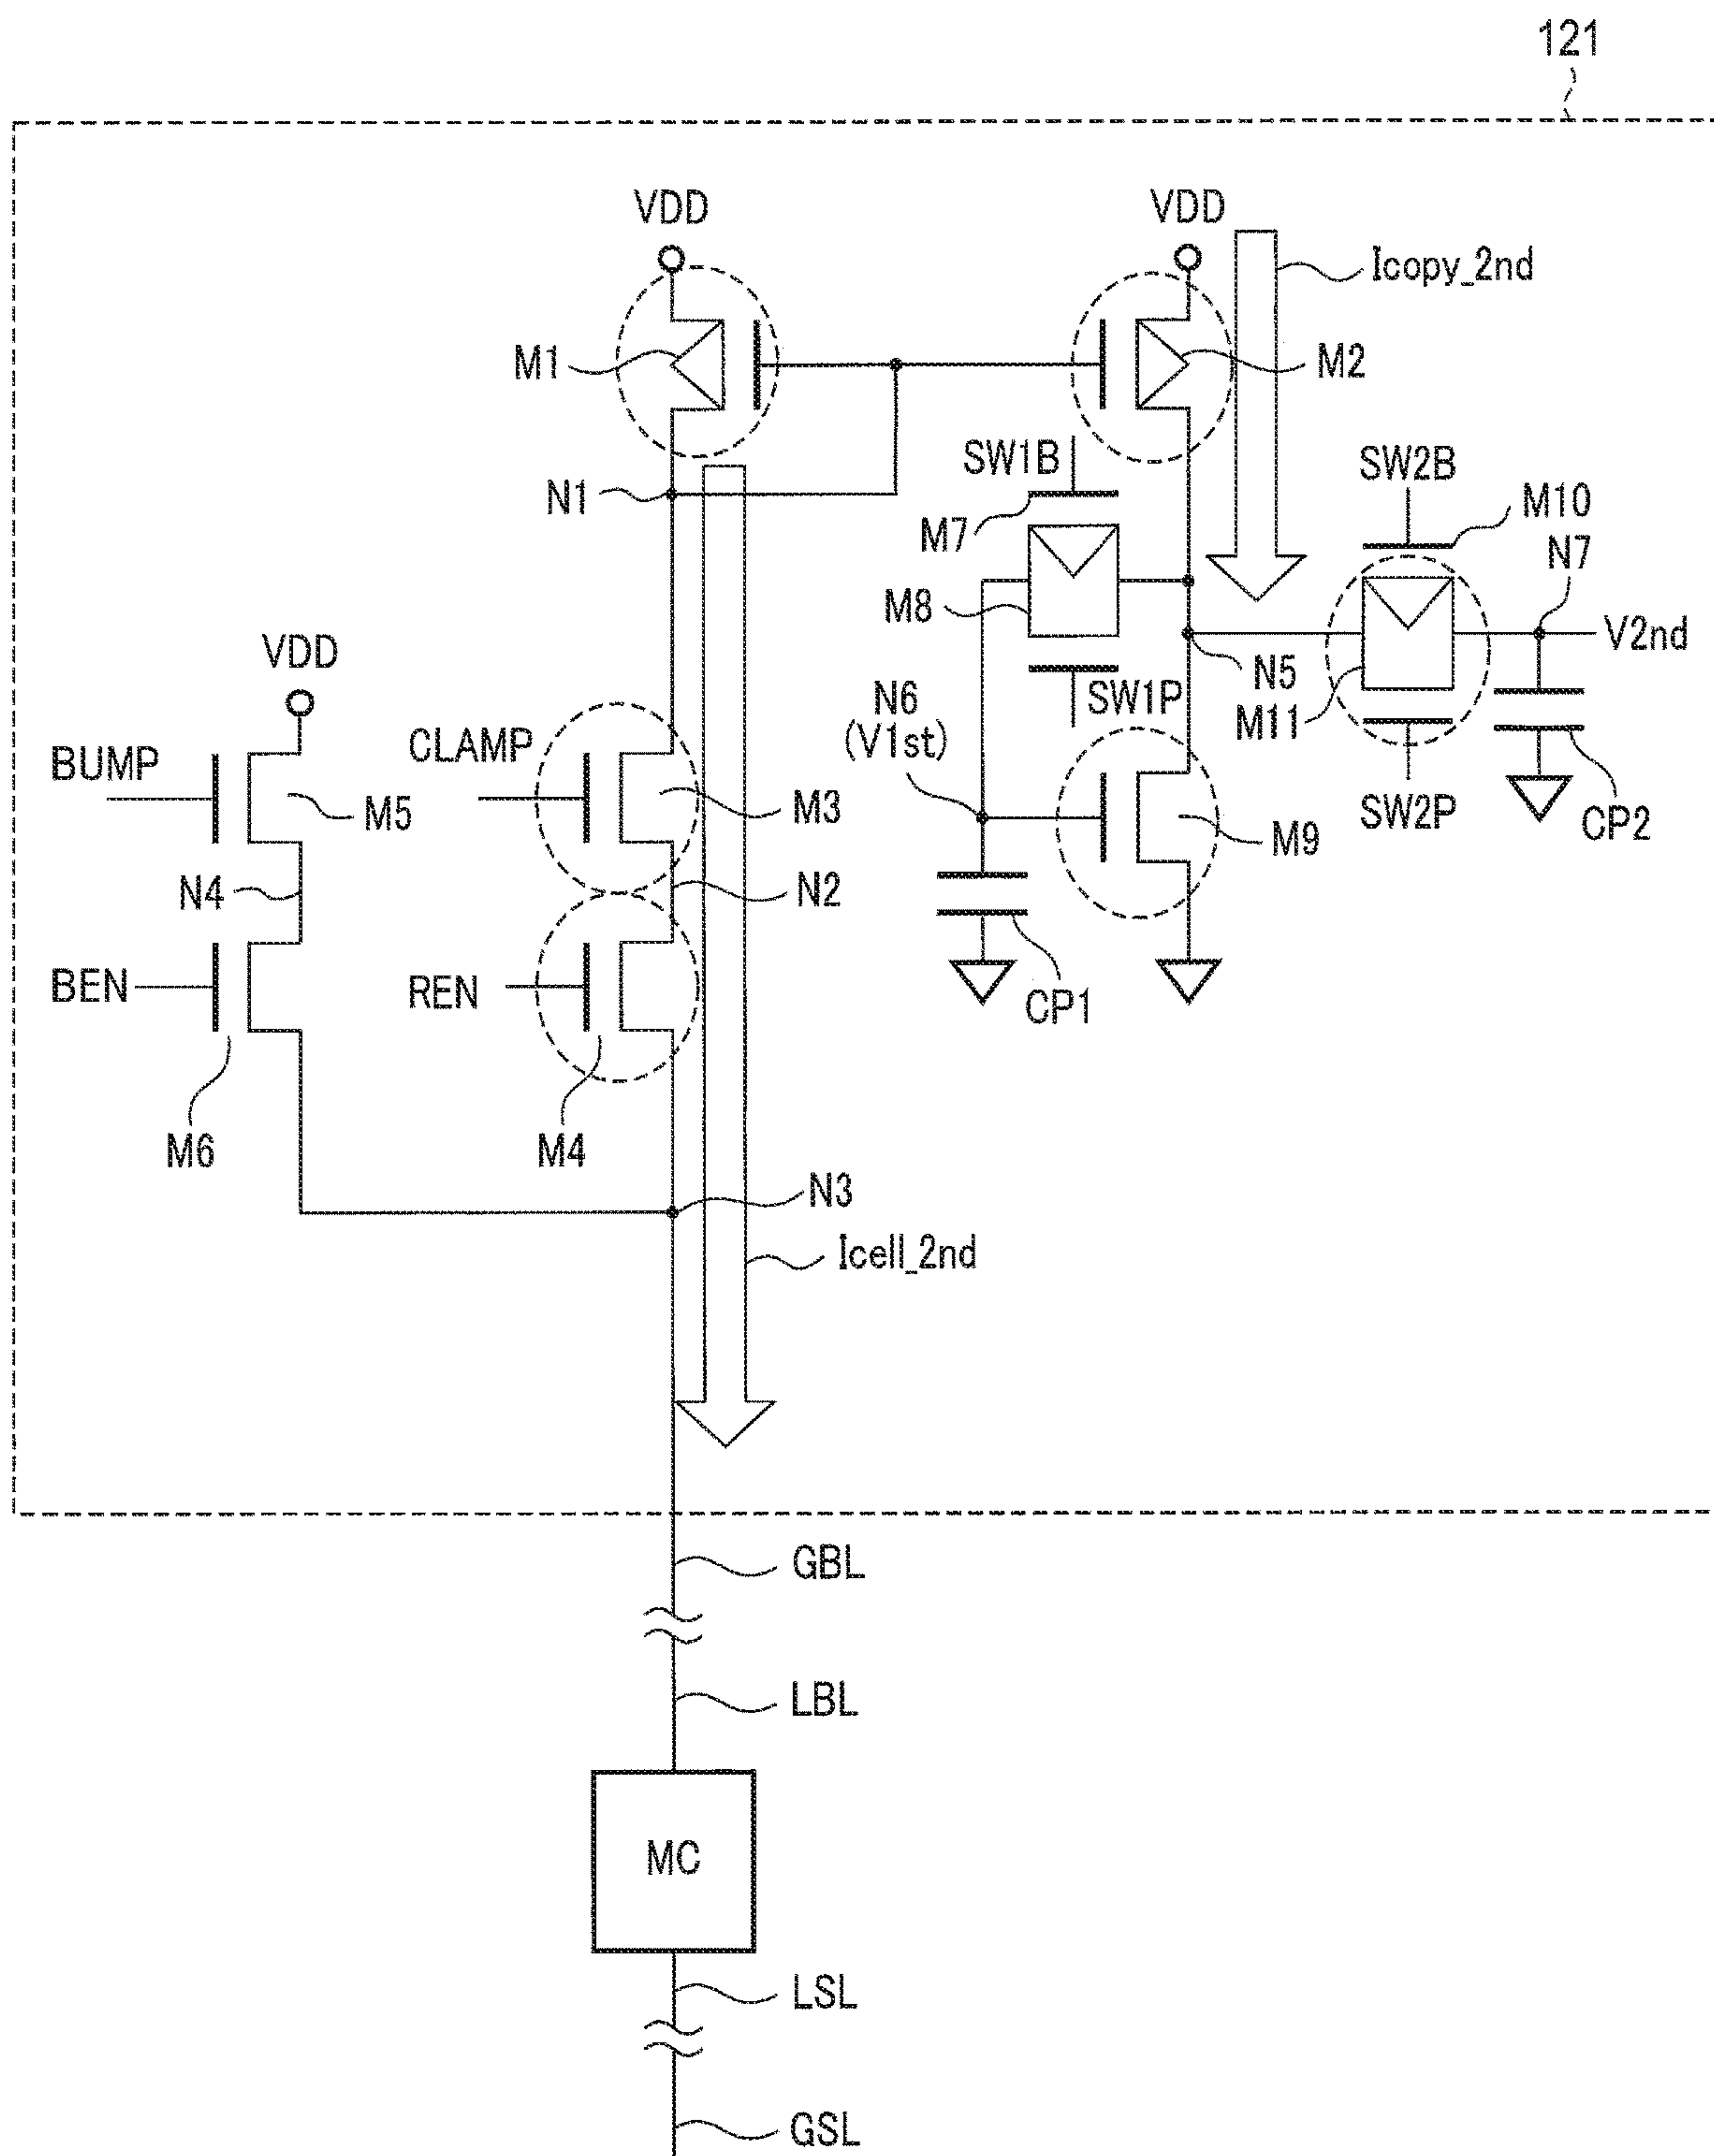 121
VDD
VDD
Icopy_2nd
M1
M2
SW1B
SW2B
N1
M7
M10
N7
M8
VDD
V2nd
N5
N6
(V1st)
SW1P
M11
BUMP
CLAMP
M5
M3
SW2P
CP2
M9
N4
N2
BEN
REN
CP1
M6
M4
N3
Icell_2nd
GBL
LBL
MC
LSL
GSL